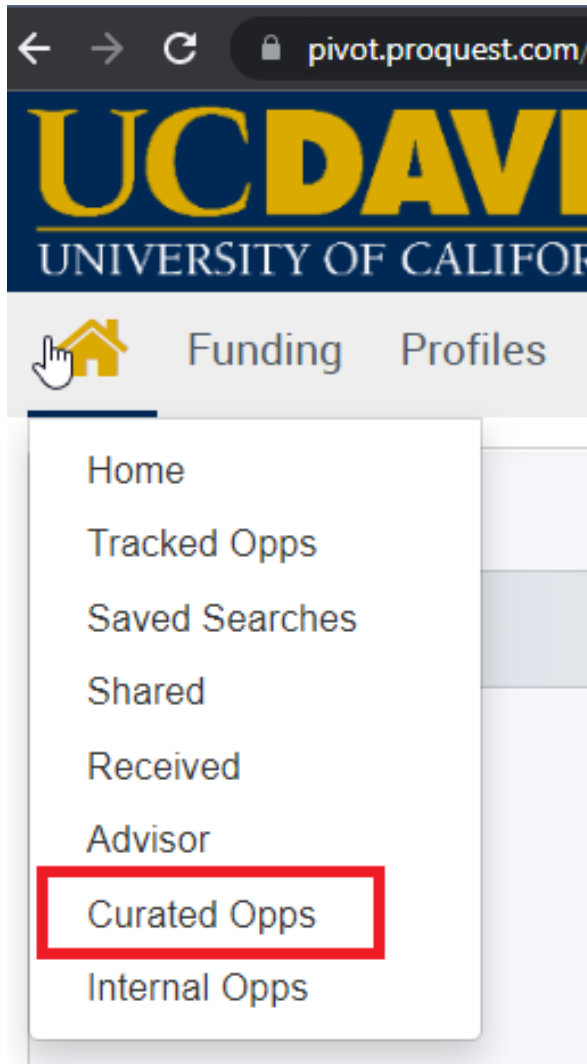 pivot.proquest.com/
UCDAVI
UNIVERSITY OF CALIFOR
Funding Profiles
Home
Tracked Opps
Saved Searches
Shared
Received
Advisor
Curated Opps
Internal Opps